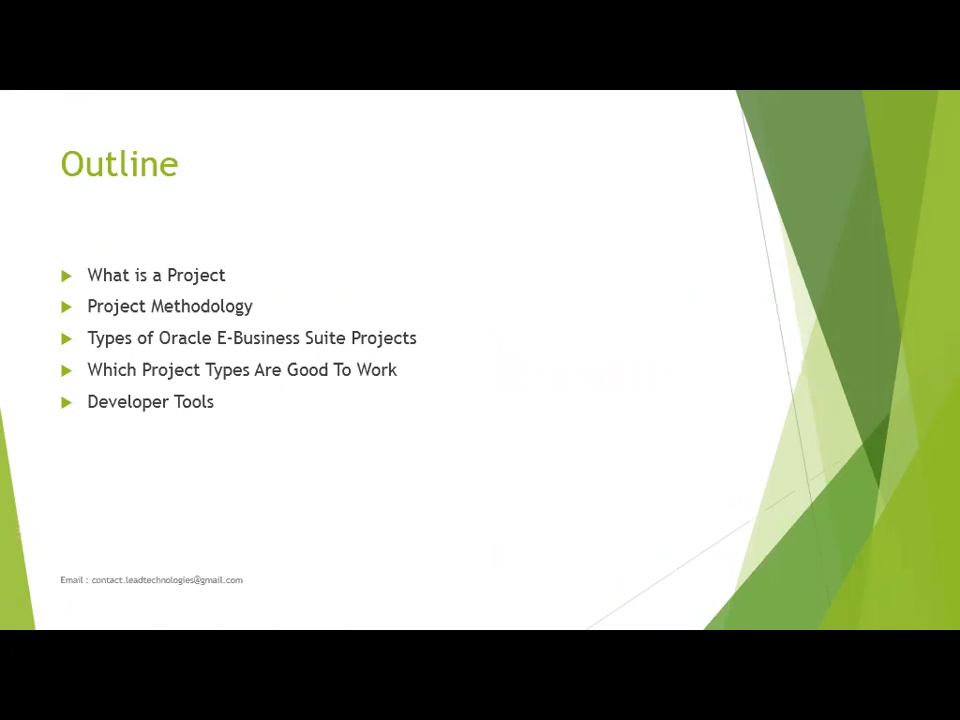 Outline
What is a Project
Project Methodology
Types of Oracle E-Business Suite Projects
Which Project Types Are Good To Work
Developer Tools
Email : contact.leadtechnologies@gmail.com